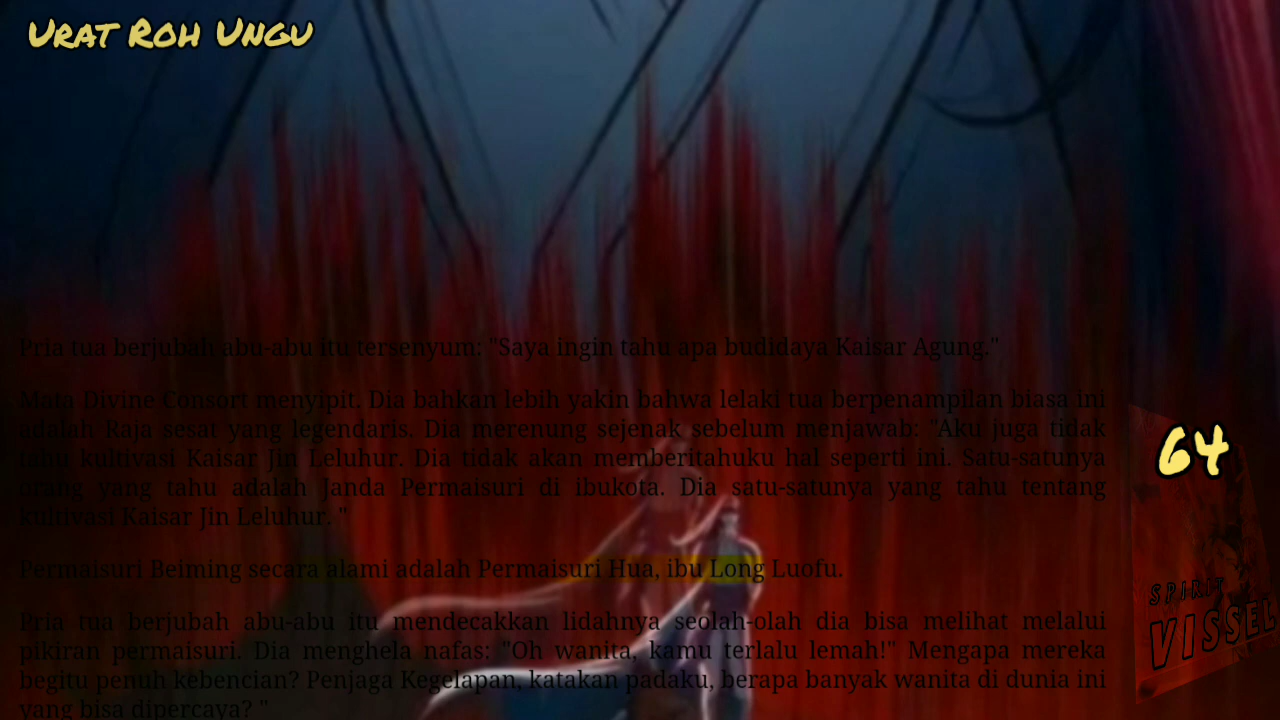 Urat Roh Ungu
Pria tua berjubah abu-abu itu tersenyum: "Saya ingin tahu apa budidaya Kaisar Agung."
Mata Divine Consort menyipit. Dia bahkan lebih yakin bahwa lelaki tua berpenampilan biasa ini
adalah Raja sesat yang legendaris. Dia merenung sejenak sebelum menjawab: "Aku juga tidak
tahu kultivasi Kaisar Jin Leluhur. Dia tidak akan memberitahuku hal seperti ini. Satu-satunya
orang yang tahu adalah Janda Permaisuri di ibukota. Dia satu-satunya yang tahu tentang
kultivasi Kaisar Jin Leluhur. "
Permaisuri Beiming secara alami adalah Permaisuri Hua, ibu Long Luofu.
Pria tua berjubah abu-abu itu mendecakkan lidahnya seolah-olah dia bisa melihat melalui
pikiran permaisuri. Dia menghela nafas: "Oh wanita, kamu terlalu lemah!" Mengapa mereka
begitu penuh kebencian? Penjaga Kegelapan, katakan padaku, berapa banyak wanita di dunia ini
yang bisa dipercaya? "
64
SPIRIT
VISSEL